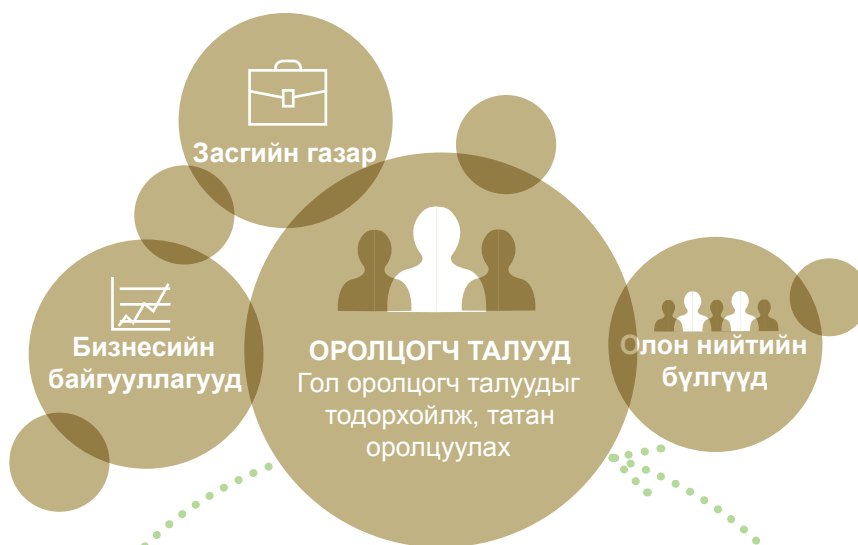 Засгийн газар
Бизнесийн
байгууллагууд
ОРОЛЦОГЧ ТАЛУУД
Гол оролцогч талуудыг
тодорхойлж, татан
оролцуулах
Олон нийтийн
бүлгүүд